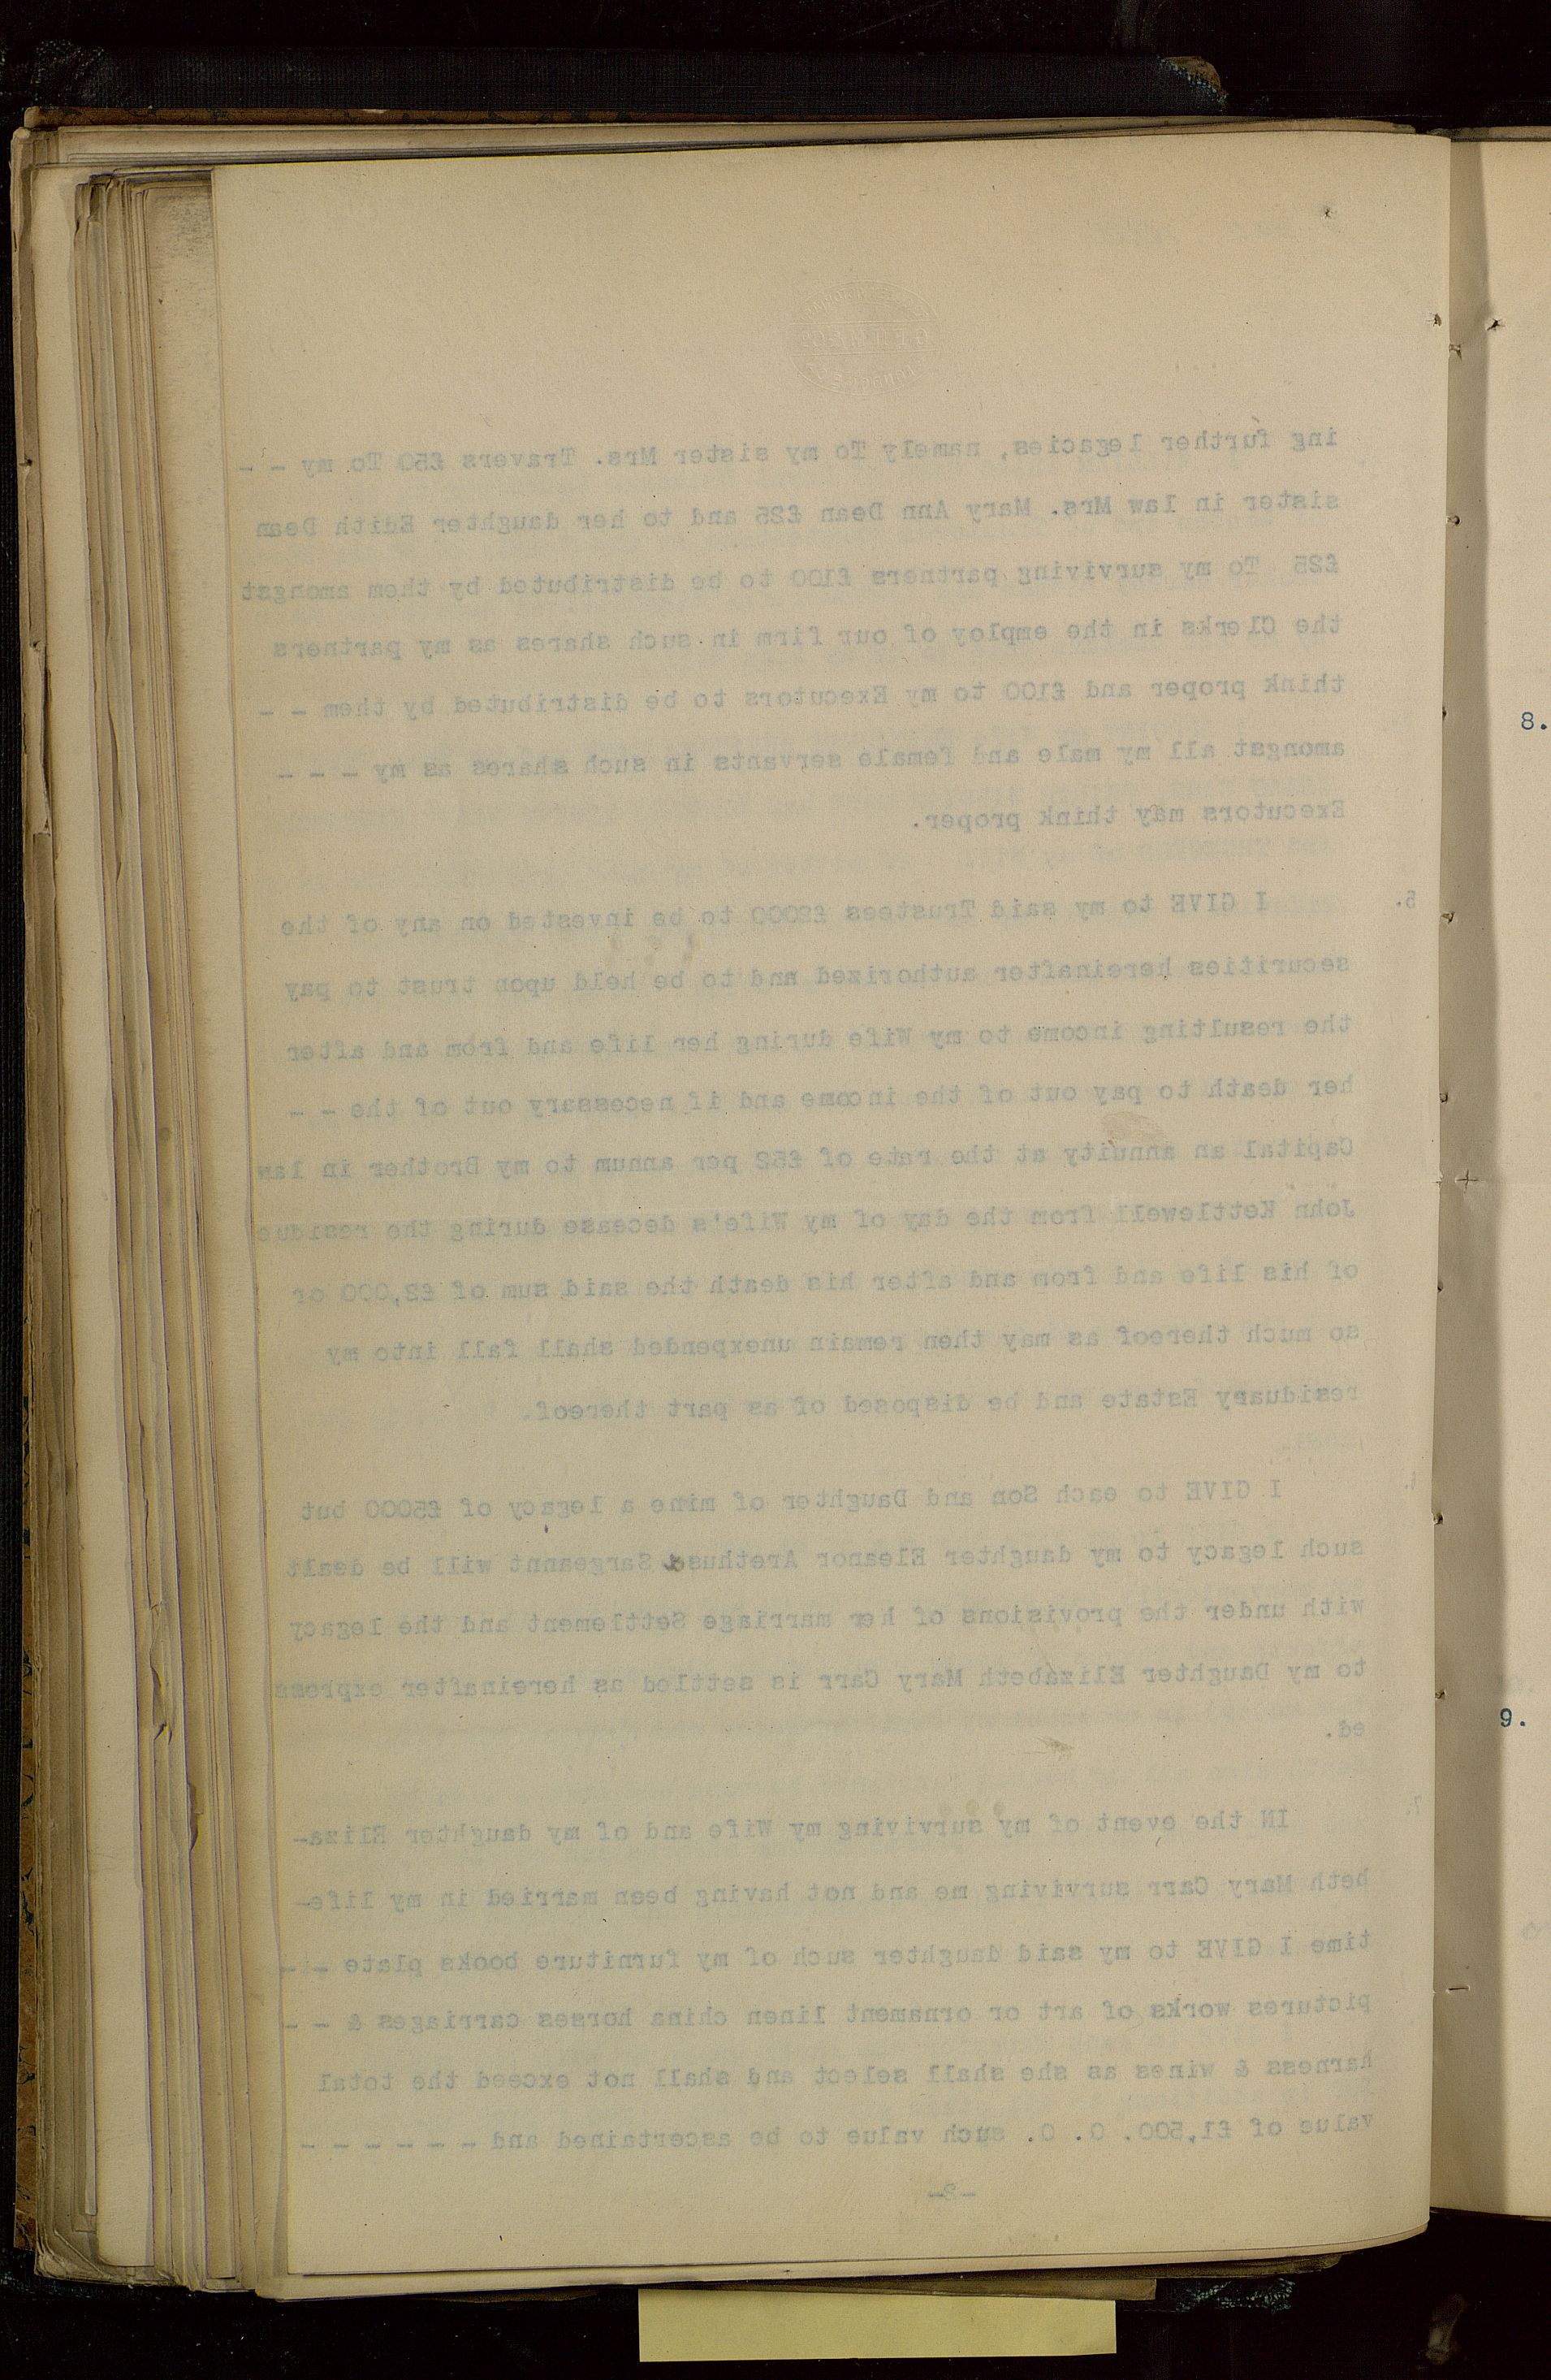 ing further legacies, namely To my sister Mrs. Travers £50 To my - -
sister in law Mrs. Mary Ann Dean £25 and to her daughter Edith Dean
£25 To my surviving partners £100 to be distributed by them amongst
the Clerks in the employ of our firm in such shares as my partners
think proper and £100 to my Executors to be distributed by them - -
amongst all my male and female servants in such shares as my - - -
Executors may think proper.
5. I GIVE to my said Trustees £2000 to be invested on any of the
securities hereinafter authorized and to be held upon trust to pay
the resulting income to my Wife during her life and from and after
her death to pay out of the income and if necessary out of the - -
Capital an annuity at the rate of £52 per annum to my Brother in law
John Kettlewell from the day of my Wife's decease during the residue
of his life and from and after his death the said sum of £2,000 or
so much thereof as may then remain unexpended shall fall into my
residuary Estate and be disposed of as part thereof.
I GIVE to each Son and Daughter of mine a legacy of £5000 but
such legacy to my daughter Eleanor Arethusa Sargeannt will be dealt
with under the provisions of her marriage Settlement and the legacy
to my Daughter Elizabeth Mary Carr is settled as hereinafter express
ed.
7. IN the event of my surviving my Wife and of my daughter Eliza-
beth Mary Carr surviving me and not having been married in my life-
time I GIVE to my said daughter such of my furniture books plate - -
pictures works of art or ornament linen china horses carriages & - -
harness & wines as she shall select and shall not exceed the total
value of £1,500. 0. 0. such value to be ascertained and - - - - - -
8.
9.